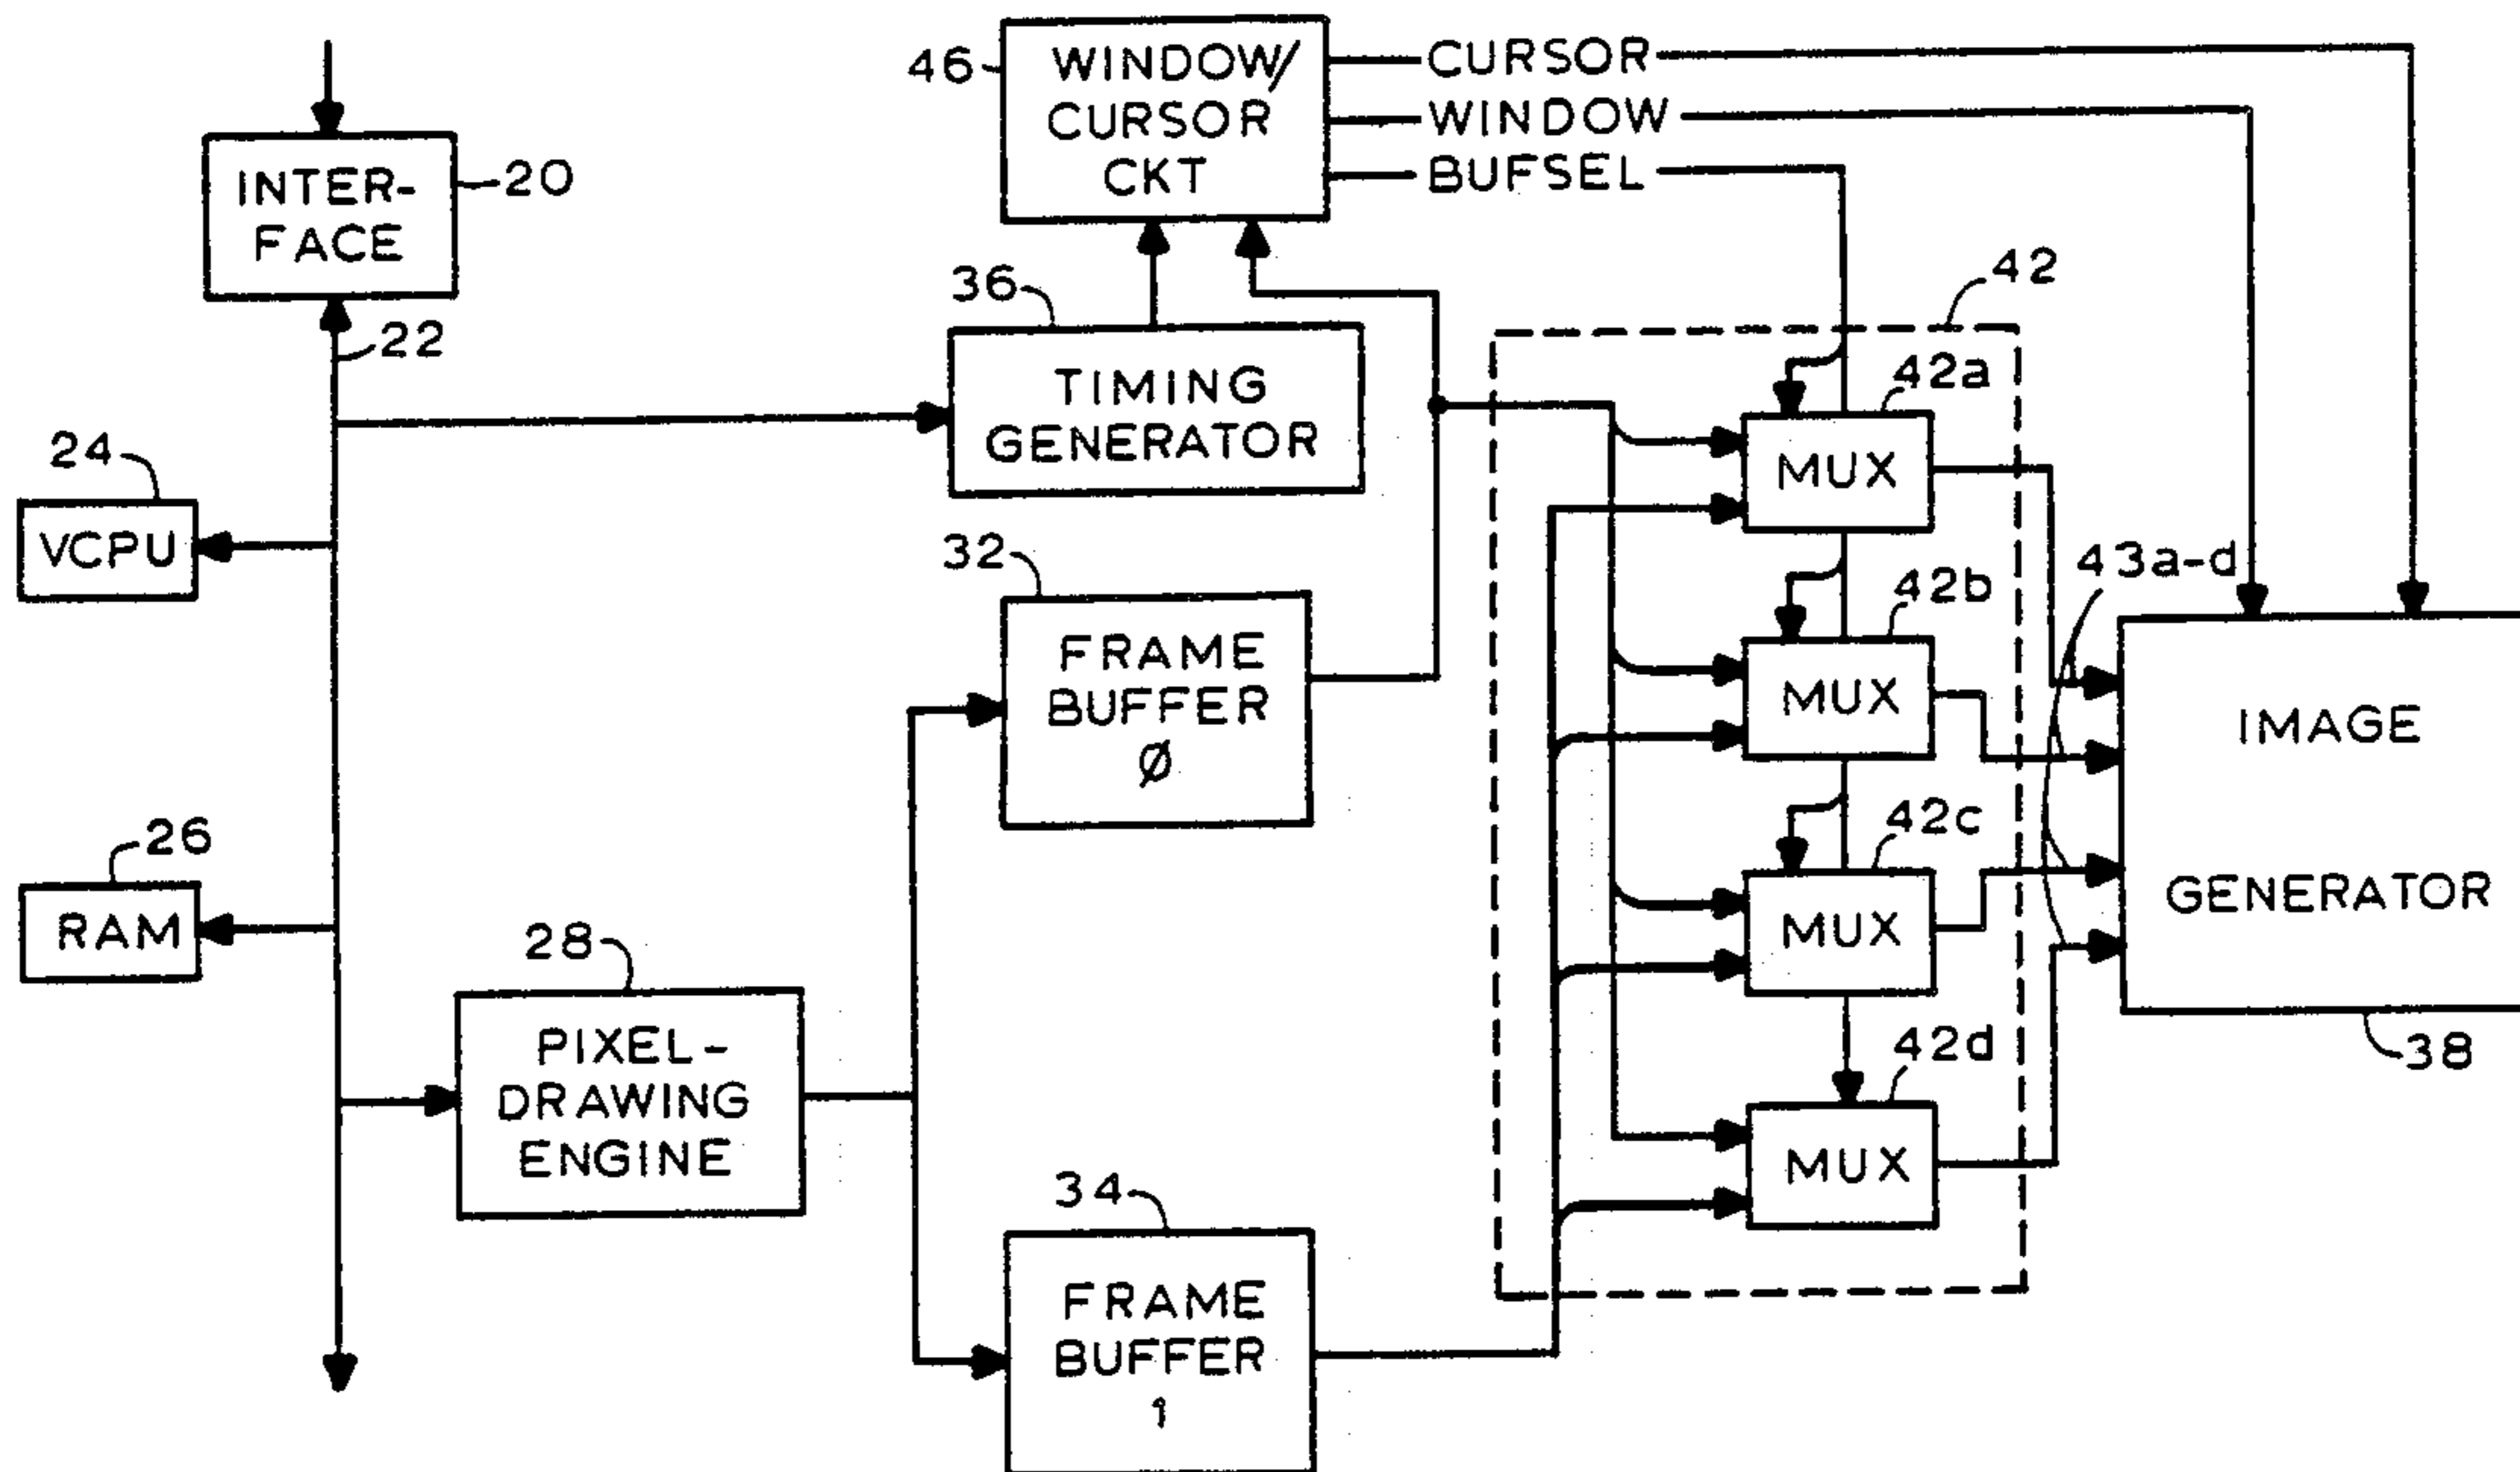 46
WINDOW/
CURSOR
CKT
CURSOR
WINDOW
BUFSEL
INTER-
FACE
20
22
36
TIMING
GENERATOR
42
42a
MUX
24
VCPU
32
FRAME
BUFFER
Ø
42b
MUX
43a-d
IMAGE
GENERATOR
38
26
RAM
28
PIXEL-
DRAWING
ENGINE
42c
MUX
42d
MUX
34
FRAME
BUFFER
1